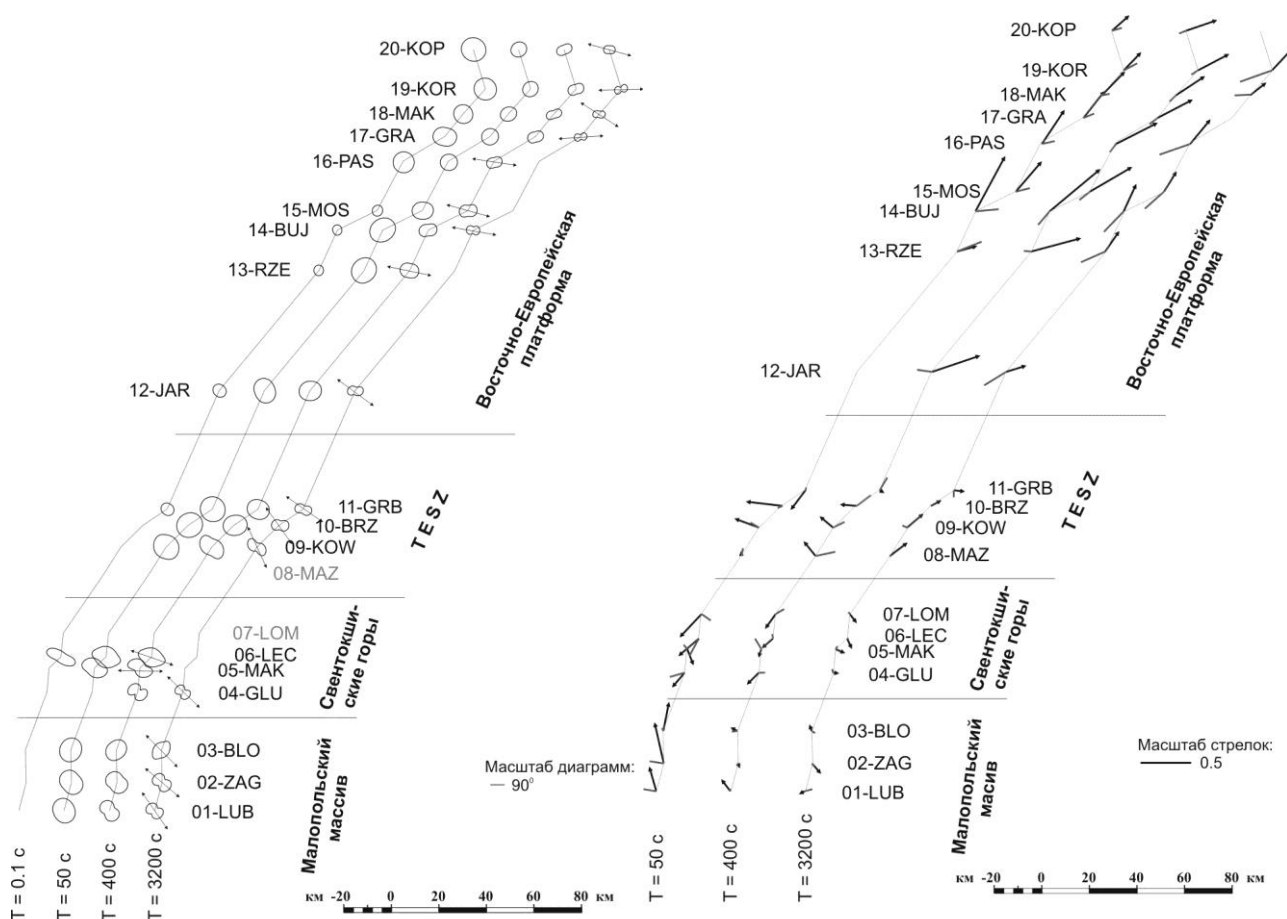 20-KOP
19-KOR
18-MAK
17-GRA
16-PAS
15-MOS
14-BUJ
13-RZE
12-JAR
11-GRB
10-BRZ
09-KOW
08-MAZ
07-LOM
06-LEC
05-MAK
04-GLU
03-BLO
02-ZAG
01-LUB
Восточно-Европейская
платформа
TESZ
Свентокши-
ские горы
Малопольский
массив
T = 0.1 с
T = 50 с
T = 400 с
T = 3200 с
Масштаб диаграмм:
90⁰
км -20 0 20 40 60 80
20-KOP
19-KOR
18-MAK
17-GRA
16-PAS
15-MOS
14-BUJ
13-RZE
12-JAR
11-GRB
10-BRZ
09-KOW
08-MAZ
07-LOM
06-LEC
05-MAK
04-GLU
03-BLO
02-ZAG
01-LUB
Восточно-Европейская
платформа
TESZ
Свентокши-
ские горы
Малопольский
масив
Масштаб стрелок:
0.5
T = 50 с
T = 400 с
T = 3200 с
км -20 0 20 40 60 80